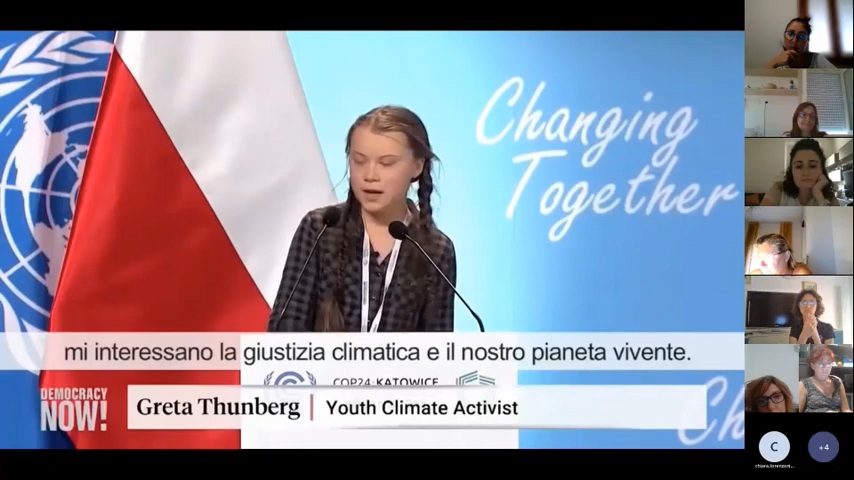 Changing
Together
mi interessano la giustizia climatica e il nostro pianeta vivente.
COP24·KATOWICE
DEMOCRACY
NOW!
Greta Thunberg | Youth Climate Activist
C
+4